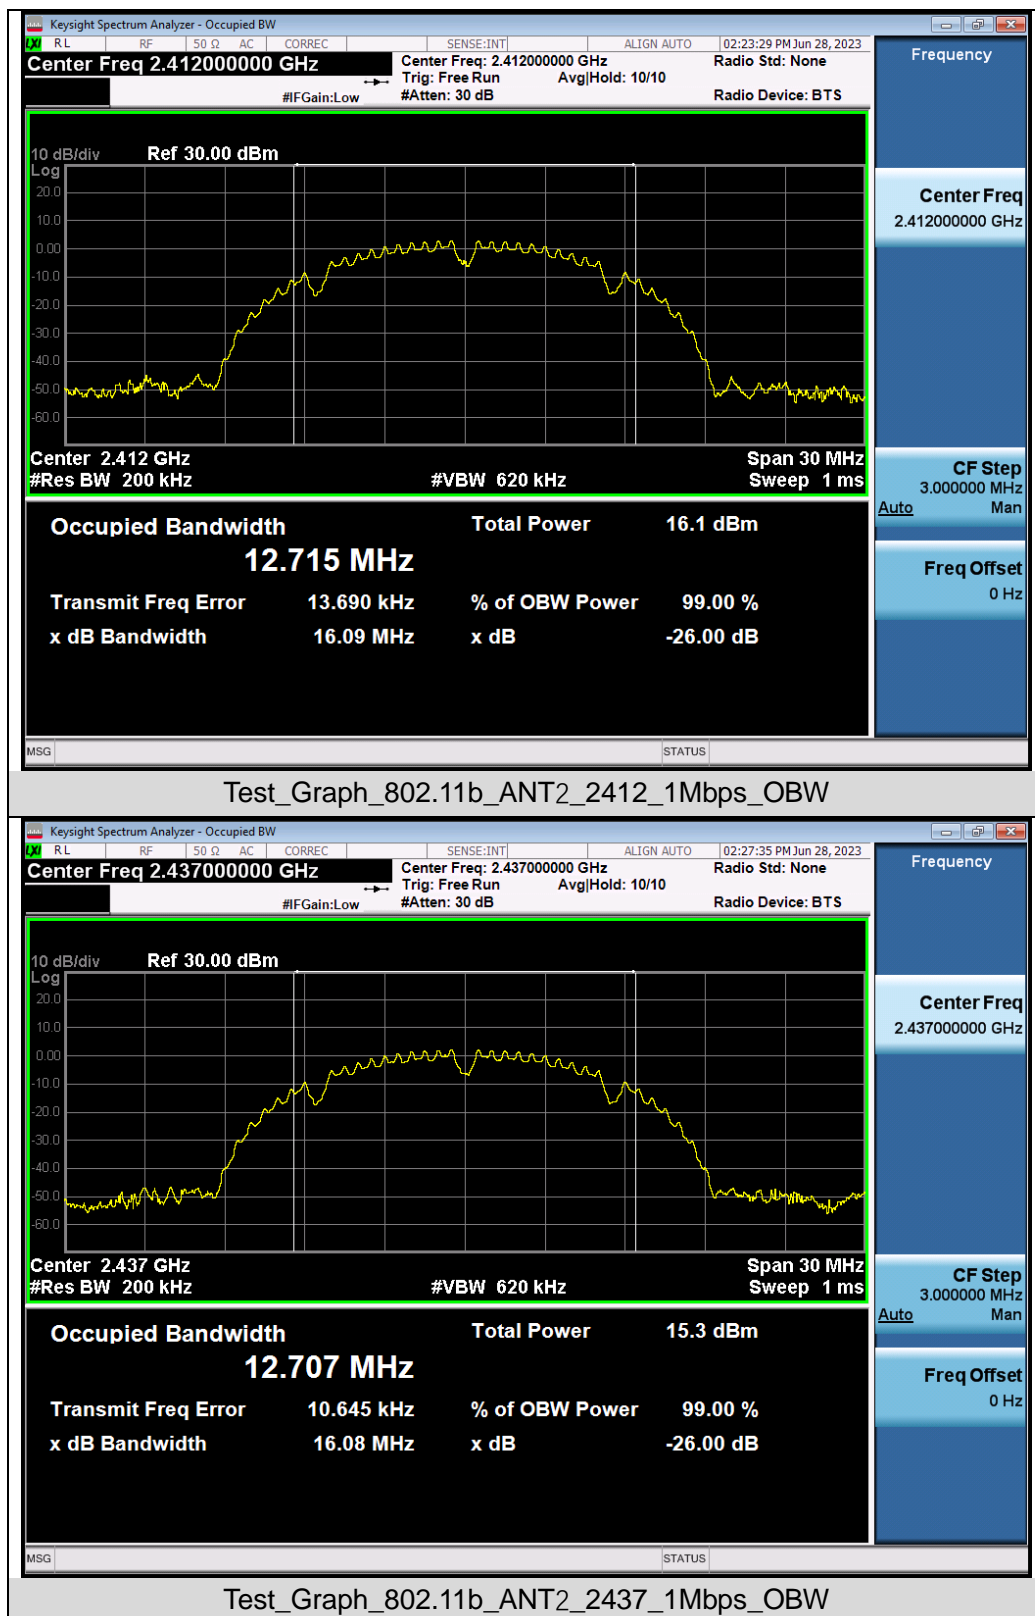 Keysight Spectrum Analyzer - Occupied BW
LXI RL RF 50 Ω AC CORREC SENSE:INT ALIGN AUTO 02:23:29 PM Jun 28, 2023
Center Freq 2.412000000 GHz
Center Freq: 2.412000000 GHz
Radio Std: None
Trig: Free Run Avg|Hold: 10/10
#IFGain:Low
#Atten: 30 dB
Radio Device: BTS
Frequency
10 dB/div Ref 30.00 dBm
Log
20.0
10.0
0.00
-10.0
-20.0
-30.0
-40.0
-50.0
-60.0
Center 2.412 GHz Span 30 MHz
#Res BW 200 kHz #VBW 620 kHz Sweep 1 ms
Center Freq
2.412000000 GHz
CF Step
3.000000 MHz
Auto Man
Freq Offset
0 Hz
Occupied Bandwidth Total Power 16.1 dBm
12.715 MHz
Transmit Freq Error 13.690 kHz % of OBW Power 99.00 %
x dB Bandwidth 16.09 MHz x dB -26.00 dB
MSG STATUS
Test_Graph_802.11b_ANT2_2412_1Mbps_OBW
Keysight Spectrum Analyzer - Occupied BW
LXI RL RF 50 Ω AC CORREC SENSE:INT ALIGN AUTO 02:27:35 PM Jun 28, 2023
Center Freq 2.437000000 GHz
Center Freq: 2.437000000 GHz
Radio Std: None
Trig: Free Run Avg|Hold: 10/10
#IFGain:Low
#Atten: 30 dB
Radio Device: BTS
Frequency
10 dB/div Ref 30.00 dBm
Log
20.0
10.0
0.00
-10.0
-20.0
-30.0
-40.0
-50.0
-60.0
Center 2.437 GHz Span 30 MHz
#Res BW 200 kHz #VBW 620 kHz Sweep 1 ms
Center Freq
2.437000000 GHz
CF Step
3.000000 MHz
Auto Man
Freq Offset
0 Hz
Occupied Bandwidth Total Power 15.3 dBm
12.707 MHz
Transmit Freq Error 10.645 kHz % of OBW Power 99.00 %
x dB Bandwidth 16.08 MHz x dB -26.00 dB
MSG STATUS
Test_Graph_802.11b_ANT2_2437_1Mbps_OBW